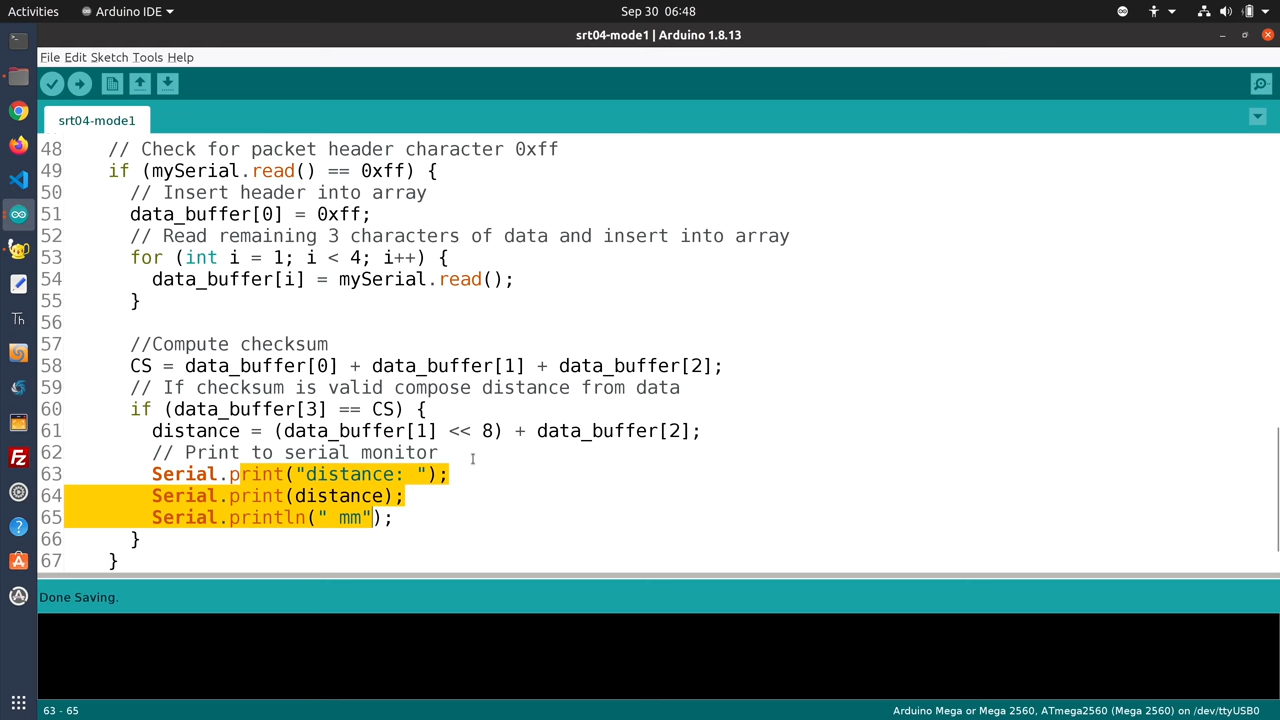 Activities Arduino IDE Sep 30 06:48
srt04-mode1 | Arduino 1.8.13
File Edit Sketch Tools Help
srt04-mode1
48 // Check for packet header character 0xff
49 if (mySerial.read() == 0xff) {
50 // Insert header into array
51 data_buffer[0] = 0xff;
52 // Read remaining 3 characters of data and insert into array
53 for (int i = 1; i < 4; i++) {
54 data_buffer[i] = mySerial.read();
55 }
56
57 //Compute checksum
58 CS = data_buffer[0] + data_buffer[1] + data_buffer[2];
59 // If checksum is valid compose distance from data
60 if (data_buffer[3] == CS) {
61 distance = (data_buffer[1] << 8) + data_buffer[2];
62 // Print to serial monitor
63 Serial.print("distance: ");
64 Serial.print(distance);
65 Serial.println(" mm");
66 }
67 }
Th
Fz
Done Saving.
63 - 65 Arduino Mega or Mega 2560, ATmega2560 (Mega 2560) on /dev/ttyUSB0